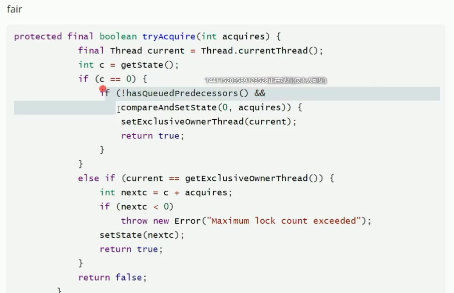 fair
protected final boolean tryAcquire(int acquires) {
final Thread current = Thread.currentThread();
int c = getState();
if (c == 0) {
if (!hasQueuedPredecessors() &&
compareAndSetState(0, acquires)) {
setExclusiveOwnerThread(current);
return true;
}
}
else if (current == getExclusiveOwnerThread()) {
int nextc = c + acquires;
if (nextc < 0)
throw new Error("Maximum lock count exceeded");
setState(nextc);
return true;
}
return false;
}